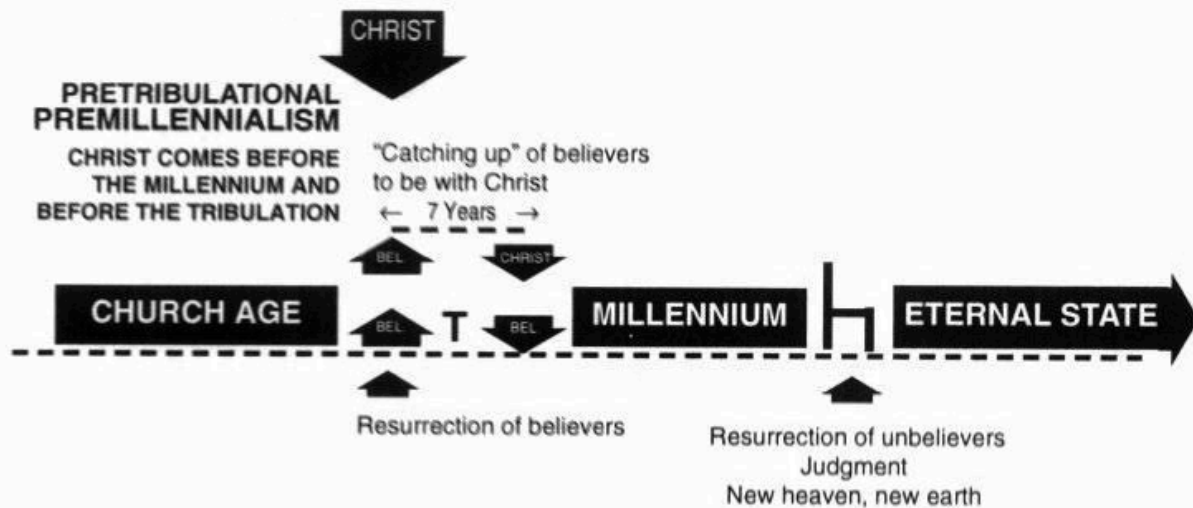 CHRIST
PRETRIBULATIONAL
PREMILLENNIALISM
CHRIST COMES BEFORE
THE MILLENNIUM AND
BEFORE THE TRIBULATION
"Catching up" of believers
to be with Christ
← 7 Years →
BEL
CHRIST
CHURCH AGE
BEL
T
BEL
MILLENNIUM
ETERNAL STATE
Resurrection of believers
Resurrection of unbelievers
Judgment
New heaven, new earth